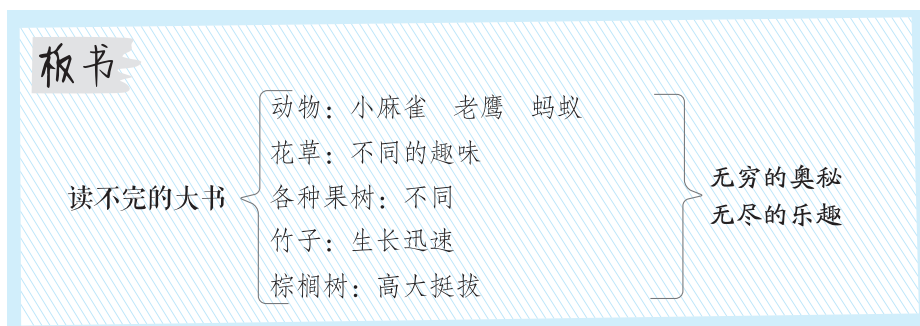 板书
动物：小麻雀 老鹰 蚂蚁
花草：不同的趣味
读不完的大书
各种果树：不同
竹子：生长迅速
棕榈树：高大挺拔
无穷的奥秘
无尽的乐趣